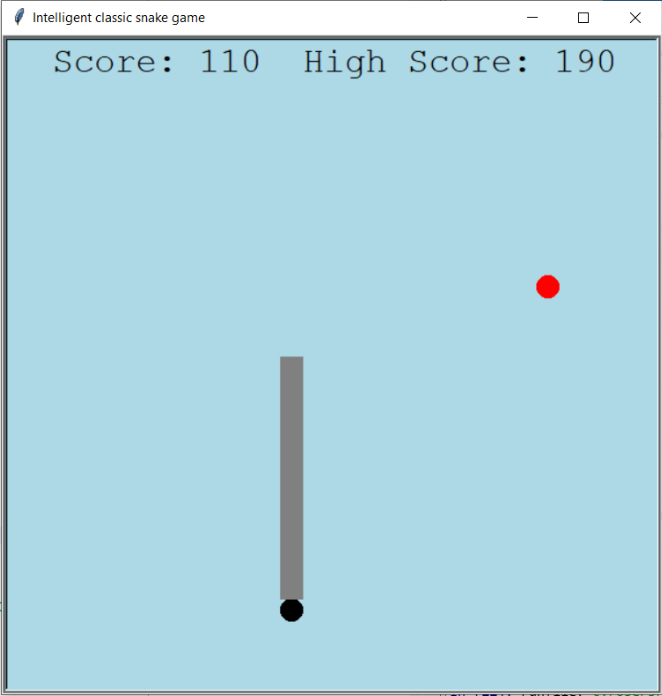 Intelligent classic snake game
Score: 110  High Score: 190